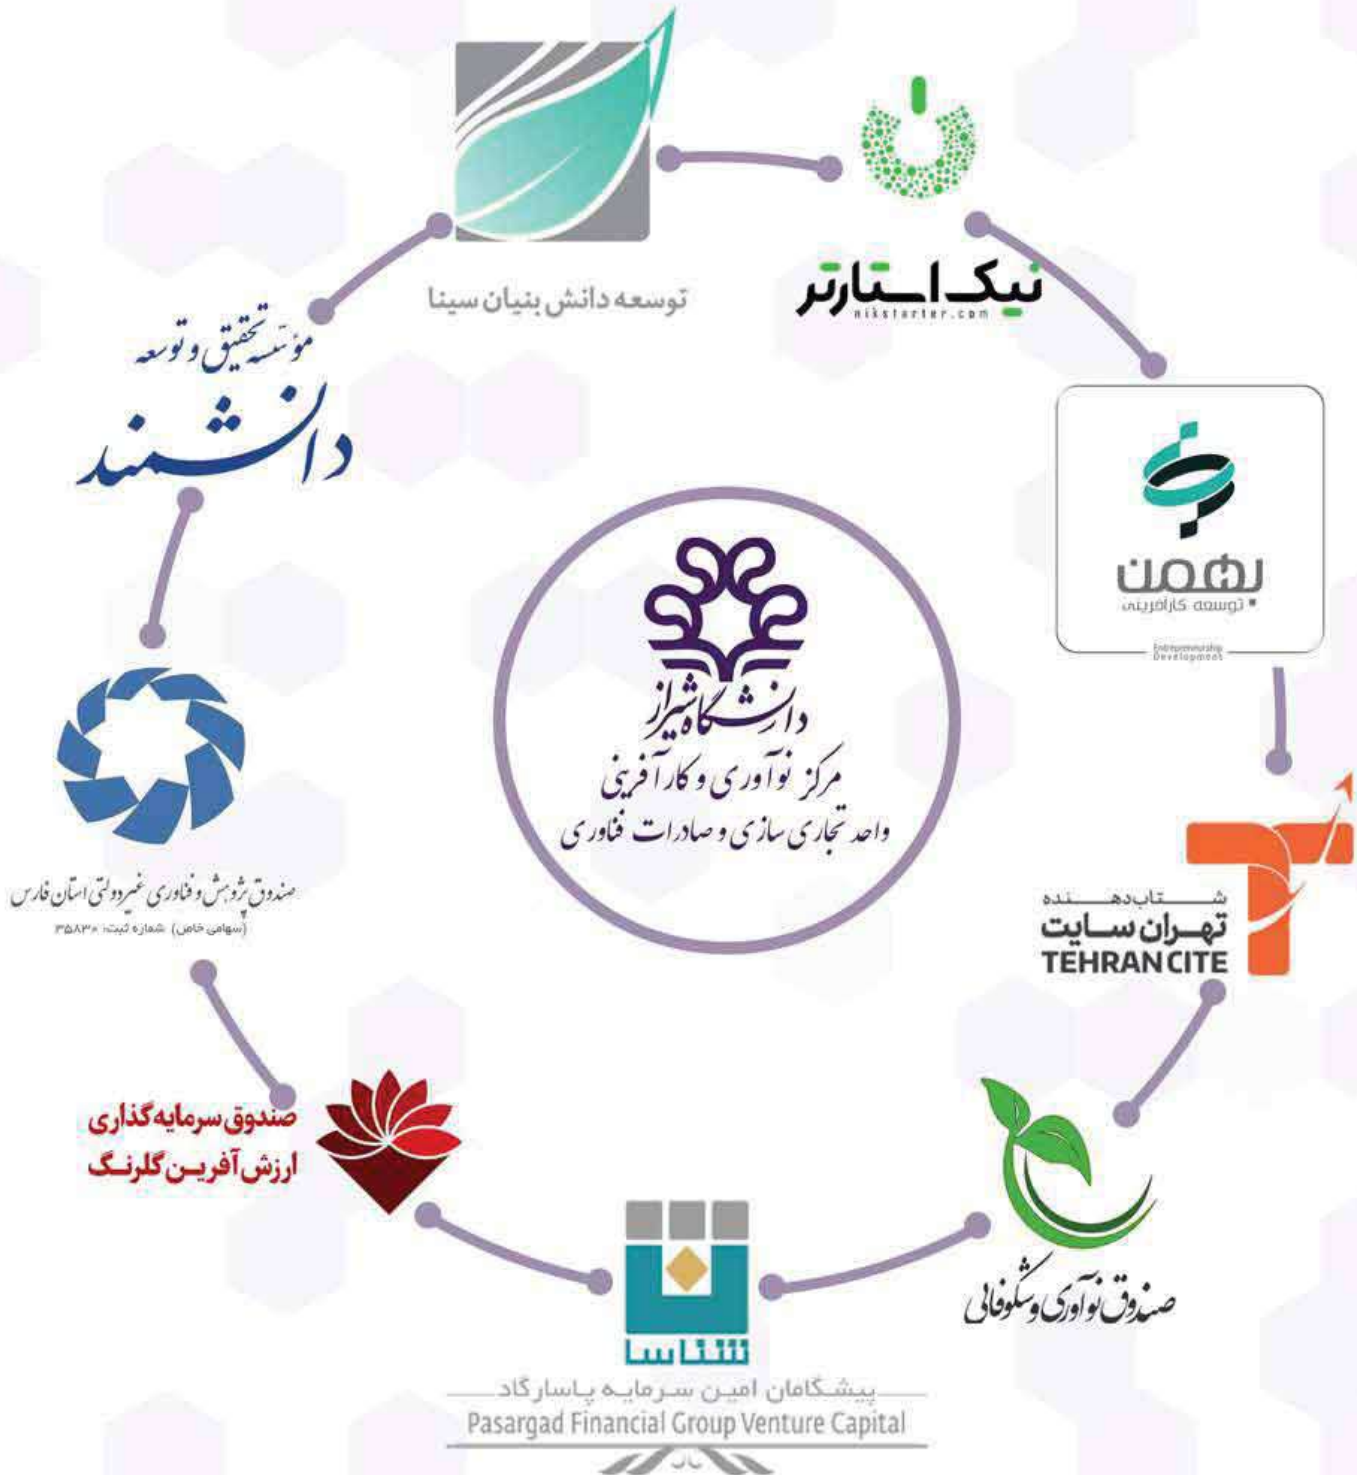 توسعه دانش بنیان سینا
نیک استارتر
nikstarter.com
مؤسسه تحقیق و توسعه
دانشمند
بهمن
توسعه کارآفرینی
Entrepreneurship
Development
دانشگاه شیراز
مرکز نوآوری و کارآفرینی
واحد تجاری سازی و صادرات فناوری
صندوق پژوهش و فناوری غیردولتی استان فارس
(سهامی خاص) شماره ثبت: ۳۵۸۳۰
شتاب‌دهنده
تهران سایت
TEHRAN CITE
صندوق سرمایه‌گذاری
ارزش آفرین گلرنگ
صندوق نوآوری و شکوفائی
شناسا
پیشگامان امین سرمایه پاسارگاد
Pasargad Financial Group Venture Capital